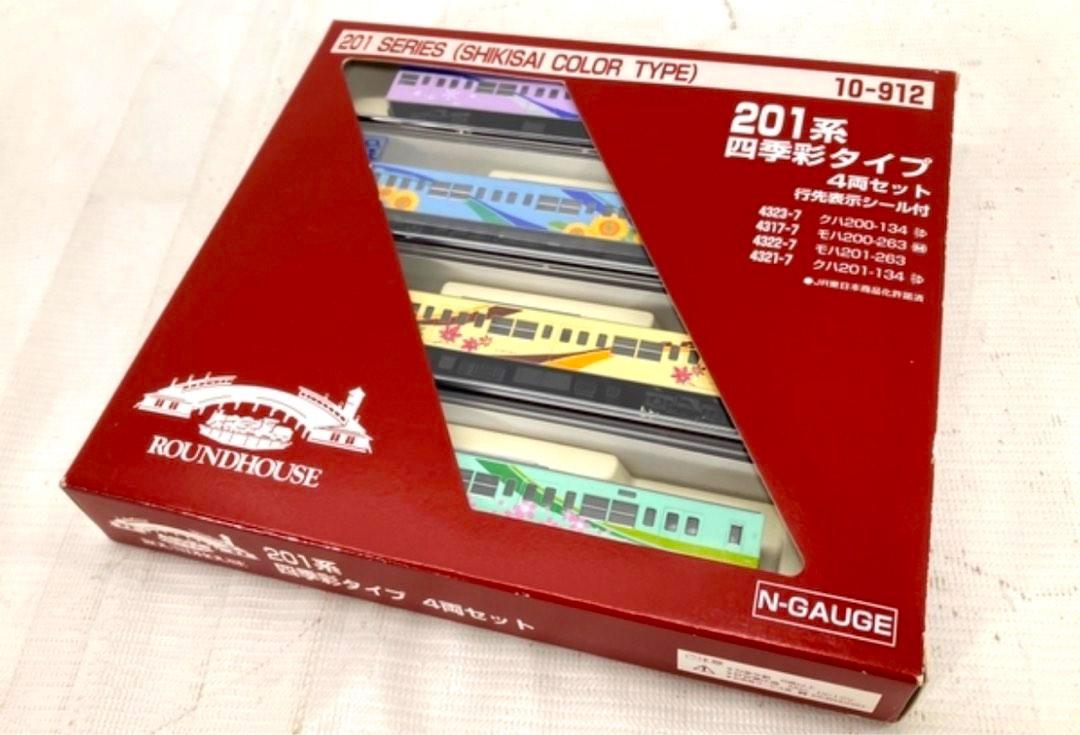 201 SERIES (SHIKISAI COLOR TYPE)
10-912
201系
四季彩タイプ
4両セット
行先表示シール付
4323-7 クハ200-134
4317-7 モハ200-263 M
4322-7 モハ201-263
4321-7 クハ201-134
●JR東日本商品化許諾済
ROUNDHOUSE
N-GAUGE
201系
四季彩タイプ 4両セット
ご注意